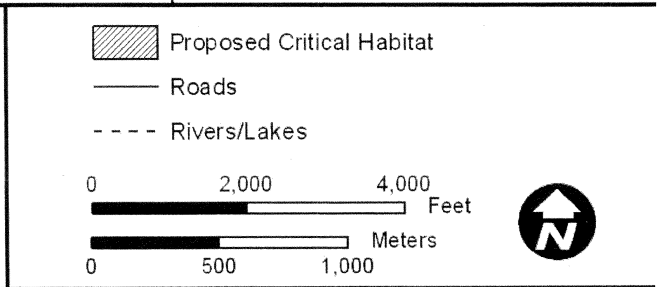 Proposed Critical Habitat
Roads
Rivers/Lakes
0 2,000 4,000
Feet
Meters
0 500 1,000
N